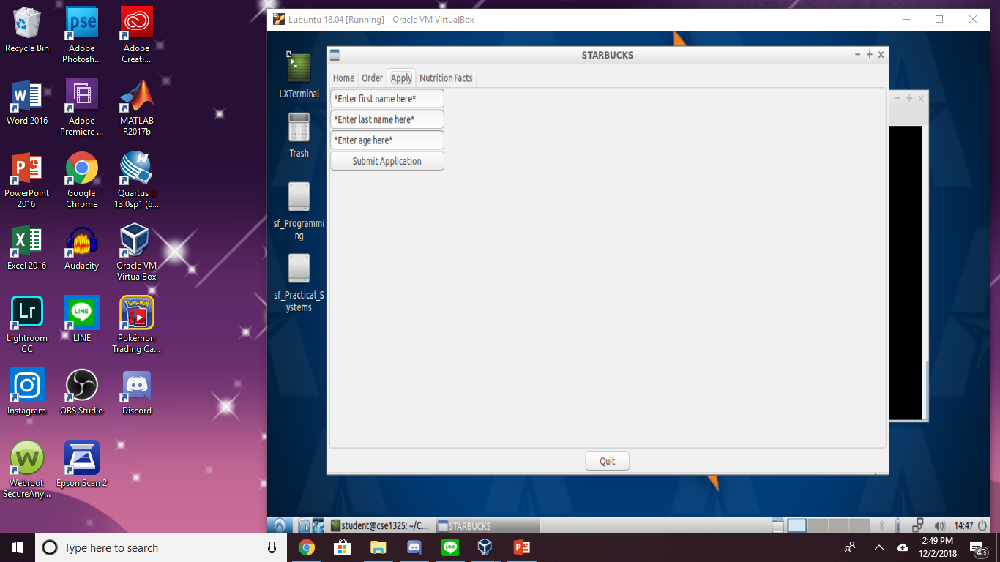 Recycle Bin
Adobe
Photosh...
Adobe
Creati...
Word 2016
Adobe
Premiere ...
MATLAB
R2017b
PowerPoint
2016
Google
Chrome
Quartus II
13.0sp1 (6...
Excel 2016
Audacity
Oracle VM
VirtualBox
Lightroom
CC
LINE
Pokémon
Trading Ca...
Instagram
OBS Studio
Discord
Webroot
SecureAny...
Epson Scan 2
Lubuntu 18.04 [Running] - Oracle VM VirtualBox
LXTerminal
Trash
sf_Programmi
ng
sf_Practical_S
ystems
STARBUCKS
Home Order Apply Nutrition Facts
*Enter first name here*
*Enter last name here*
*Enter age here*
Submit Application
Quit
student@cse1325: ~/C... STARBUCKS 14:47
Type here to search
2:49 PM
12/2/2018
43